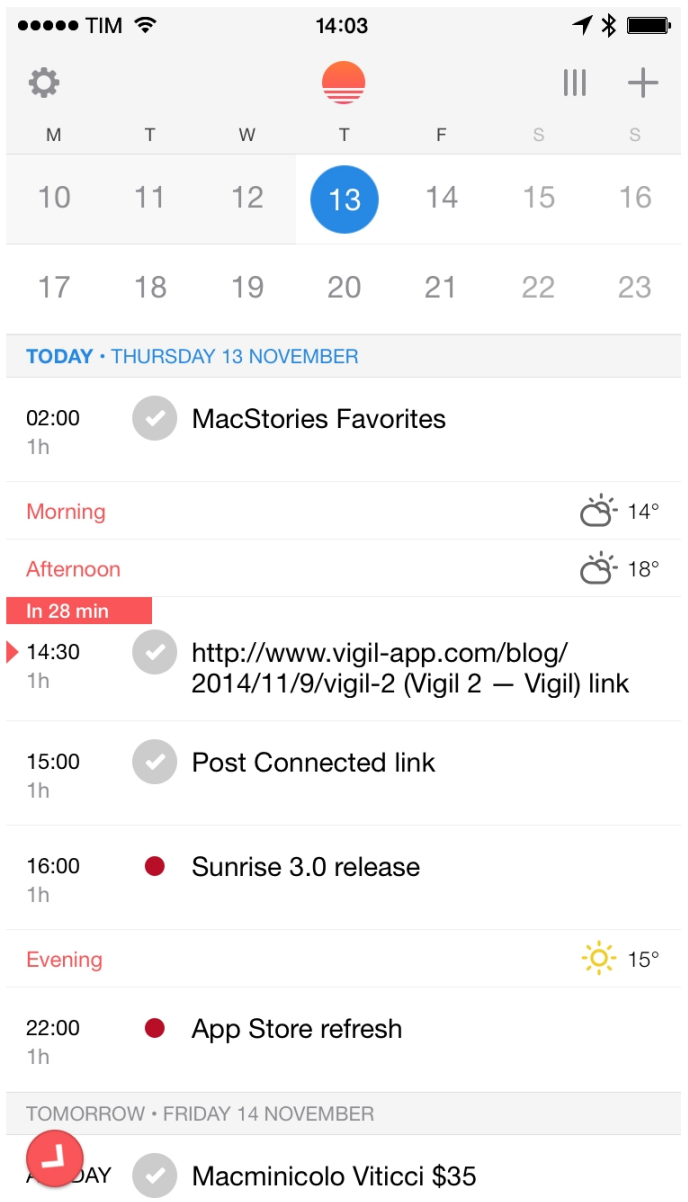 TIM 14:03
M T W T F S S
10 11 12 13 14 15 16
17 18 19 20 21 22 23
TODAY • THURSDAY 13 NOVEMBER
02:00 MacStories Favorites
1h
Morning 14°
Afternoon 18°
In 28 min
14:30 http://www.vigil-app.com/blog/
1h 2014/11/9/vigil-2 (Vigil 2 — Vigil) link
15:00 Post Connected link
1h
16:00 Sunrise 3.0 release
1h
Evening 15°
22:00 App Store refresh
1h
TOMORROW • FRIDAY 14 NOVEMBER
Macminicolo Viticci $35